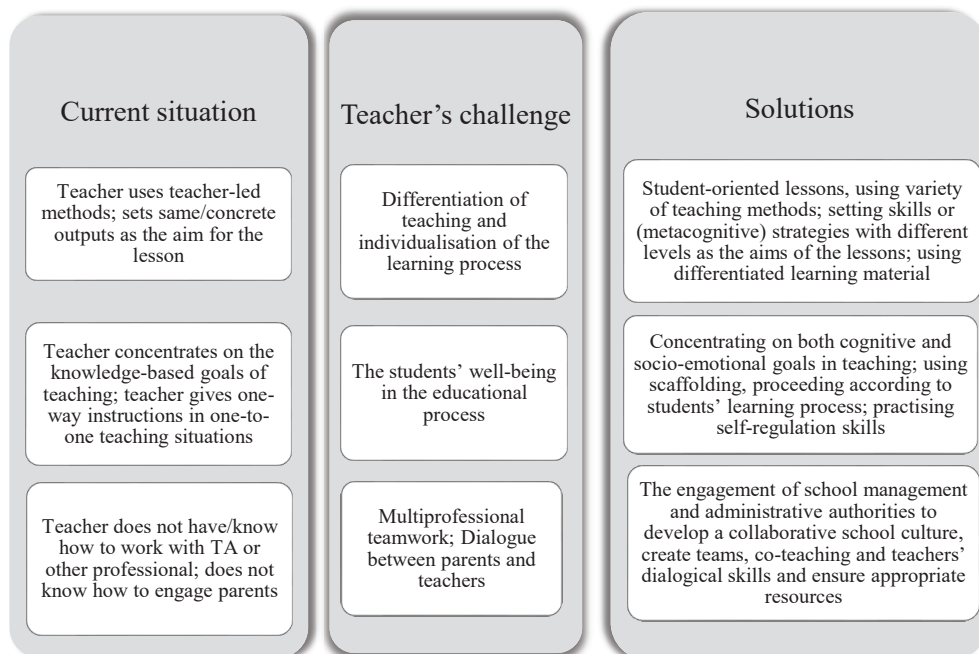 Current situation
Teacher uses teacher-led
methods; sets same/concrete
outputs as the aim for the
lesson
Teacher concentrates on the
knowledge-based goals of
teaching; teacher gives one-
way instructions in one-to-
one teaching situations
Teacher does not have/know
how to work with TA or
other professional; does not
know how to engage parents
Teacher’s challenge
Differentiation of
teaching and
individualisation of the
learning process
The students’ well-being
in the educational
process
Multiprofessional
teamwork; Dialogue
between parents and
teachers
Solutions
Student-oriented lessons, using variety
of teaching methods; setting skills or
(metacognitive) strategies with different
levels as the aims of the lessons; using
differentiated learning material
Concentrating on both cognitive and
socio-emotional goals in teaching; using
scaffolding, proceeding according to
students’ learning process; practising
self-regulation skills
The engagement of school management
and administrative authorities to
develop a collaborative school culture,
create teams, co-teaching and teachers’
dialogical skills and ensure appropriate
resources